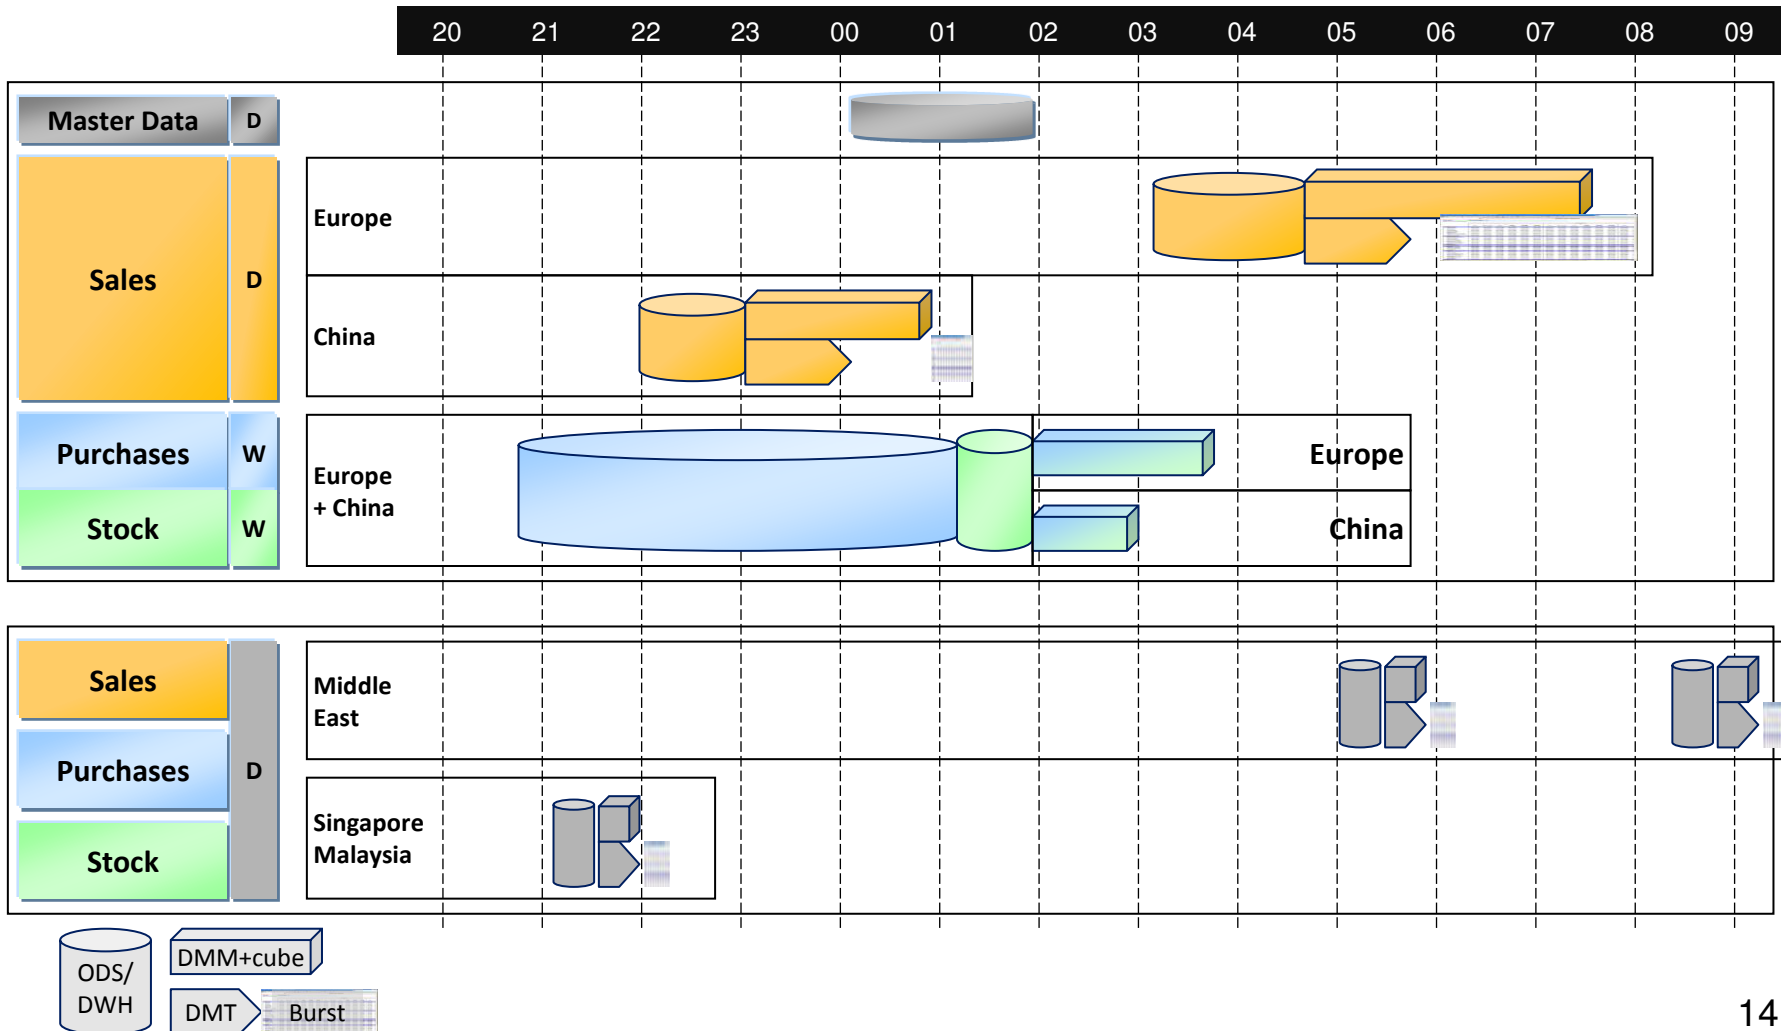 20 21 22 23 00 01 02 03 04 05 06 07 08 09
Master Data D
Sales D
Europe
China
Purchases W
Stock W
Europe
+ China
Europe
China
Sales
Purchases
Stock
D
Middle
East
Singapore
Malaysia
ODS/
DWH
DMM+cube
DMT
Burst
14